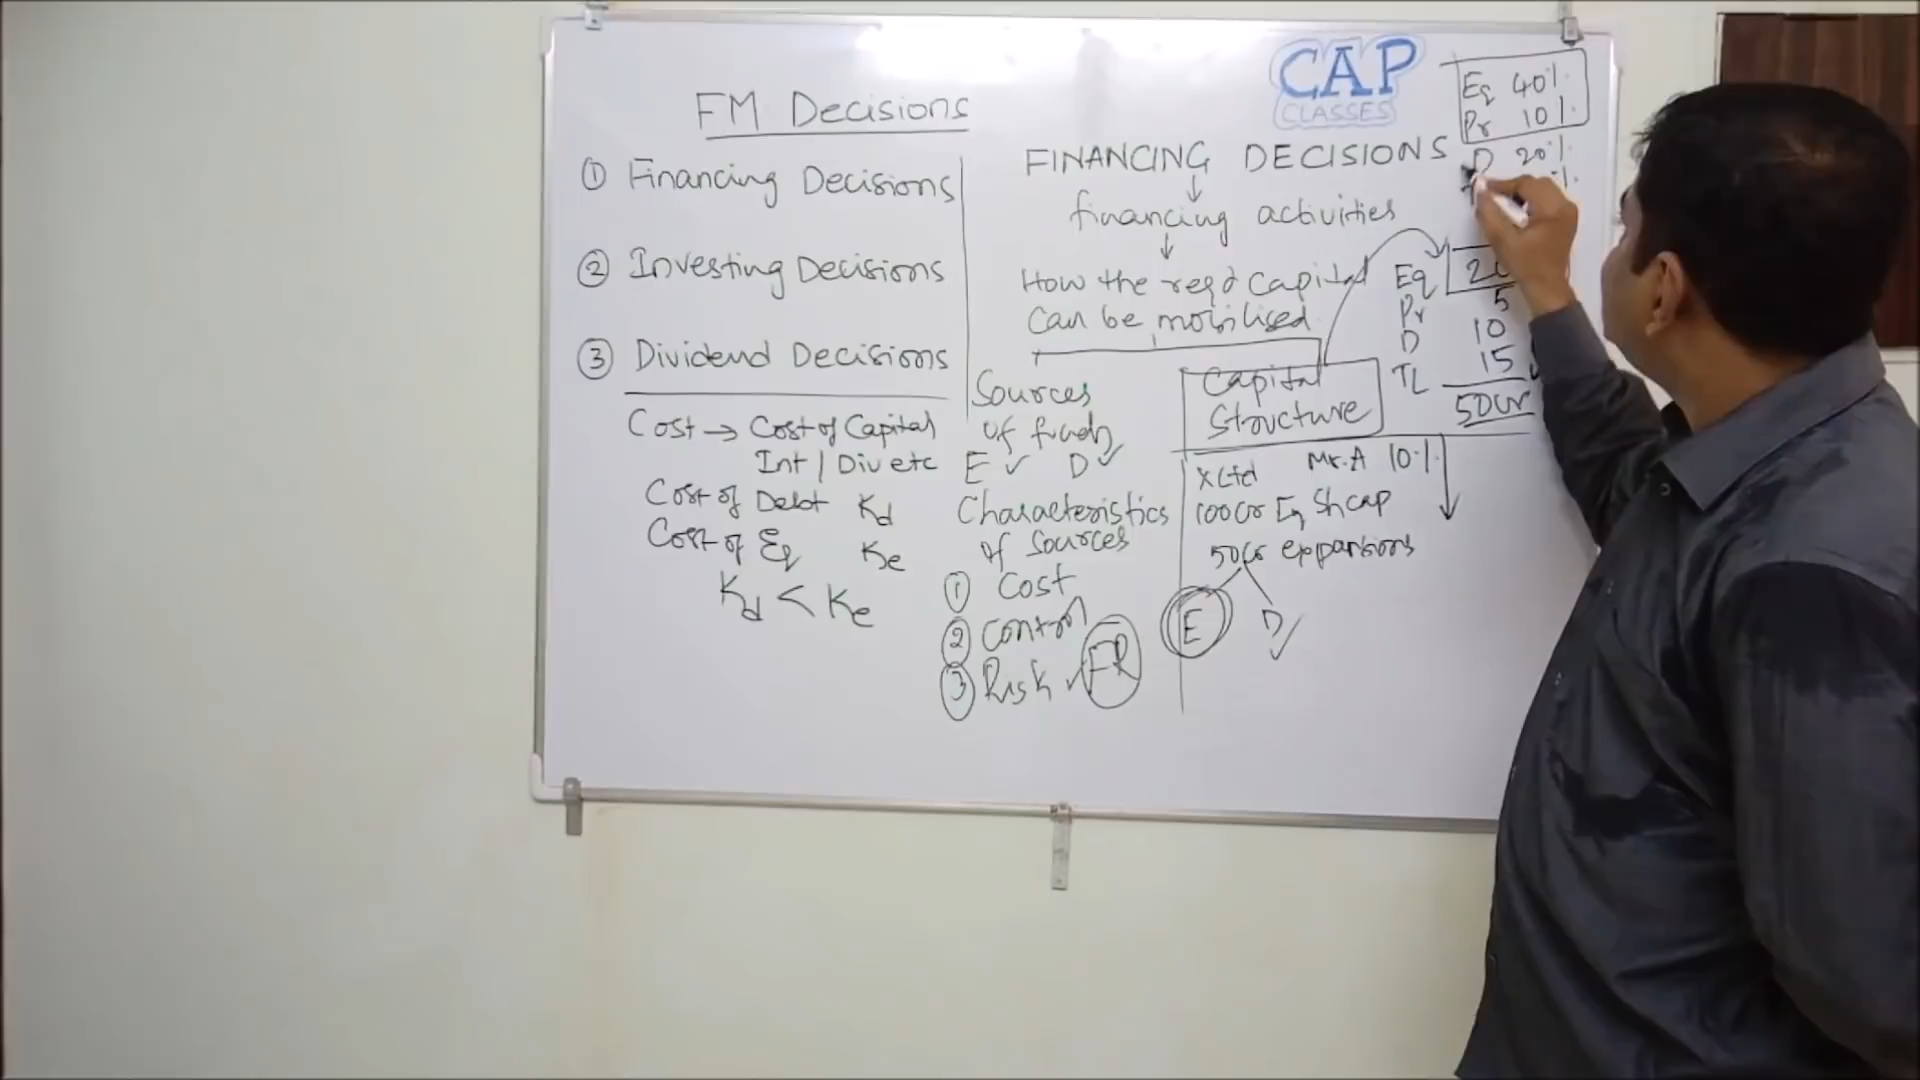 FM Decisions
① Financing Decisions
② Investing Decisions
③ Dividend Decisions
Cost → Cost of Capital
Int / Div etc
Cost of Debt Kd
Cost of Eq Ke
Kd < Ke
CAP
CLASSES
FINANCING DECISIONS
↓
financing activities
↓
How the reqd Capital
Can be mobilised
Sources
of funds
E ✓ D ✓
Characteristics
of Sources
① Cost
② Control
③ Risk ✓ FR
Capital
Structure
X Ltd Mr. A 10%
100 Cr Eq Sh cap
50 Cr expansions
E D ✓
Eq 40%
Pr 10%
D 20%
%
Eq
Pr 5
D 10
TL 15
50 Cr